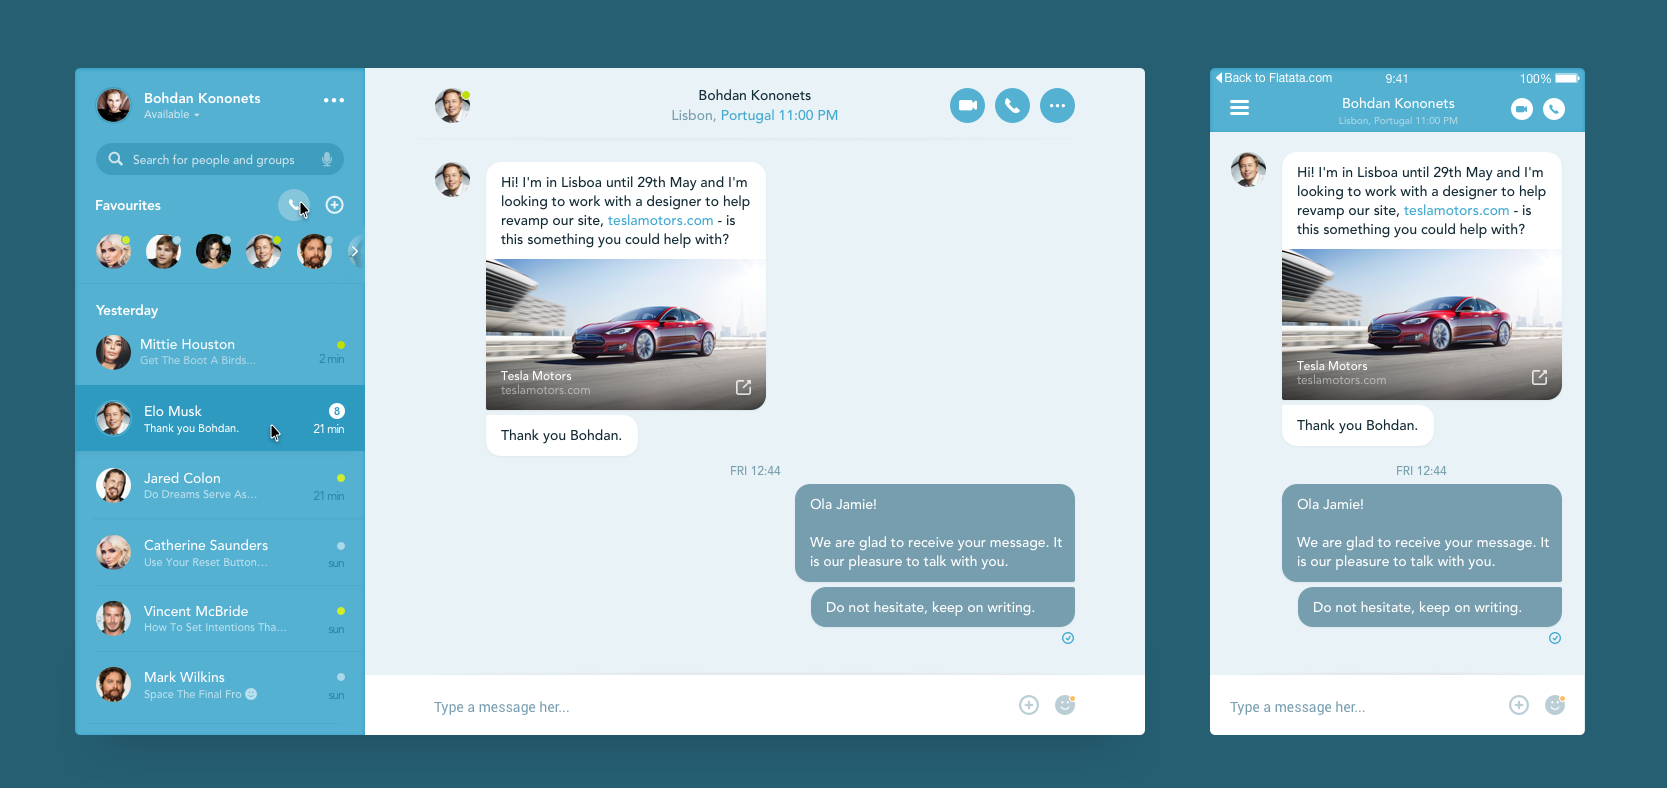 Bohdan Kononets
Available
Search for people and groups
Favourites
Yesterday
Mittie Houston
Get The Boot A Birds...
2 min
Elo Musk
8
Thank you Bohdan.
21 min
Jared Colon
Do Dreams Serve As...
21 min
Catherine Saunders
Use Your Reset Button...
sun
Vincent McBride
How To Set Intentions Tha...
sun
Mark Wilkins
Space The Final Fro
sun
Bohdan Kononets
Lisbon, Portugal 11:00 PM
Hi! I'm in Lisboa until 29th May and I'm
looking to work with a designer to help
revamp our site, teslamotors.com - is
this something you could help with?
Tesla Motors
teslamotors.com
Thank you Bohdan.
FRI 12:44
Ola Jamie!
We are glad to receive your message. It
is our pleasure to talk with you.
Do not hesitate, keep on writing.
Type a message her...
Back to Flatata.com
9:41
100%
Bohdan Kononets
Lisbon, Portugal 11:00 PM
Hi! I'm in Lisboa until 29th May and I'm
looking to work with a designer to help
revamp our site, teslamotors.com - is
this something you could help with?
Tesla Motors
teslamotors.com
Thank you Bohdan.
FRI 12:44
Ola Jamie!
We are glad to receive your message. It
is our pleasure to talk with you.
Do not hesitate, keep on writing.
Type a message her...